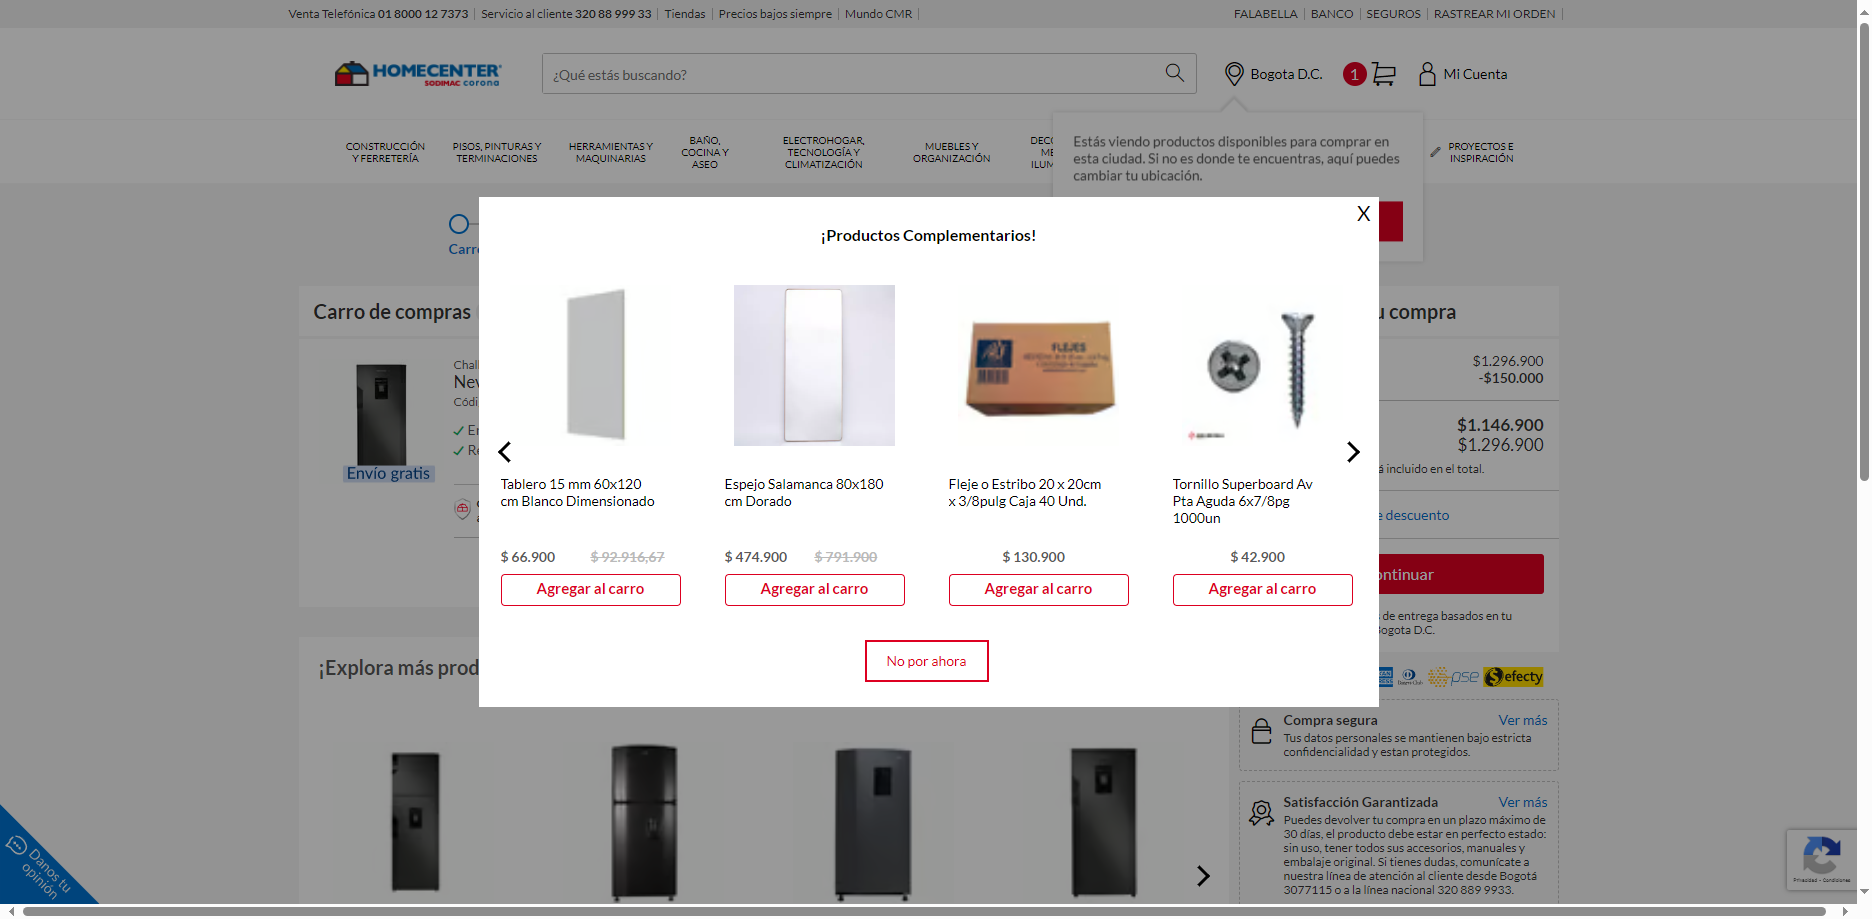 Venta Telefónica 01 8000 12 7373 Servicio al cliente 320 88 999 33 Tiendas Precios bajos siempre Mundo CMR
FALABELLA BANCO SEGUROS RASTREAR MI ORDEN
HOMECENTER
SODIMAC corona
¿Qué estás buscando?
Bogota D.C.
1
Mi Cuenta
CONSTRUCCIÓN
Y FERRETERÍA
PISOS, PINTURAS Y
TERMINACIONES
HERRAMIENTAS Y
MAQUINARIAS
BAÑO,
COCINA Y
ASEO
ELECTROHOGAR,
TECNOLOGÍA Y
CLIMATIZACIÓN
MUEBLES Y
ORGANIZACIÓN
PROYECTOS E
INSPIRACIÓN
Estás viendo productos disponibles para comprar en
esta ciudad. Si no es donde te encuentras, aquí puedes
cambiar tu ubicación.
X
¡Productos Complementarios!
FLEJES
Tablero 15 mm 60x120
cm Blanco Dimensionado
$ 66.900 $ 92.916,67
Agregar al carro
Espejo Salamanca 80x180
cm Dorado
$ 474.900 $ 791.900
Agregar al carro
Fleje o Estribo 20 x 20cm
x 3/8pulg Caja 40 Und.
$ 130.900
Agregar al carro
Tornillo Superboard Av
Pta Aguda 6x7/8pg
1000un
$ 42.900
Agregar al carro
No por ahora
Carro de compras
Envío gratis
compra
$1.296.900
-$150.000
$1.146.900
$1.296.900
incluido en el total.
descuento
de entrega basados en tu
Bogota D.C.
pse
efecty
¡Explora más
Compra segura Ver más
Tus datos personales se mantienen bajo estricta
confidencialidad y estan protegidos.
Satisfacción Garantizada Ver más
Puedes devolver tu compra en un plazo máximo de
30 días, el producto debe estar en perfecto estado:
sin uso, tener todos sus accesorios, manuales y
embalaje original. Si tienes dudas, comunícate a
nuestra línea de atención al cliente desde Bogotá
3077115 o a la línea nacional 320 889 9933.
Danos tu
opinión
Privacidad - Condiciones